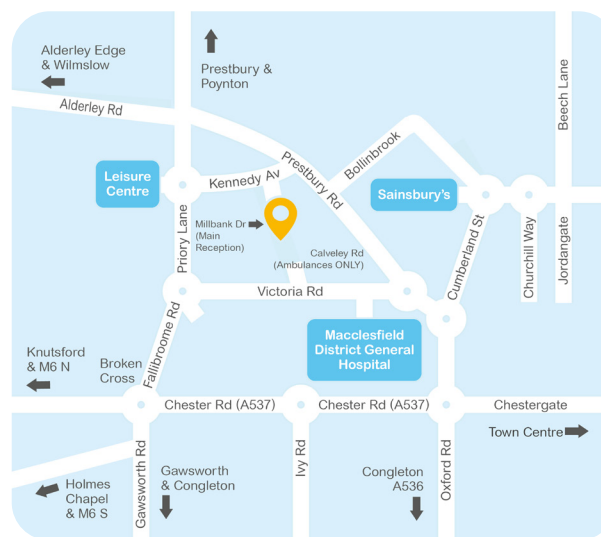 Alderley Edge
& Wilmslow
Alderley Rd
Prestbury &
Poynton
Beech Lane
Bollinbrook
Prestbury Rd
Leisure
Centre
Kennedy Av
Sainsbury's
Priory Lane
Millbank Dr
(Main
Reception)
Calveley Rd
(Ambulances ONLY)
Cumberland St
Churchill Way
Jordangate
Victoria Rd
Macclesfield
District General
Hospital
Fallibroome Rd
Knutsford
& M6 N
Broken
Cross
Chester Rd (A537)
Chester Rd (A537)
Chestergate
Town Centre
Gawsworth Rd
Gawsworth
& Congleton
Ivy Rd
Congleton
A536
Oxford Rd
Holmes
Chapel
& M6 S